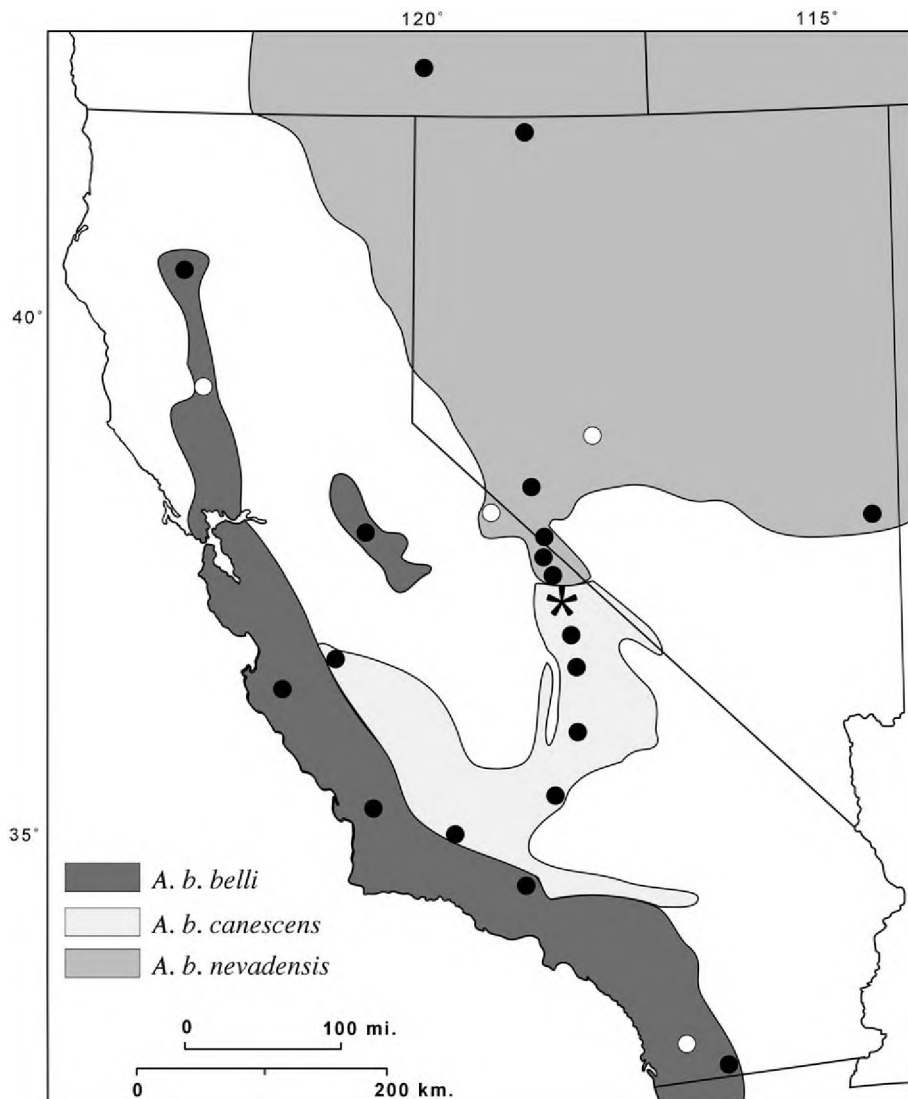 120° 115°
40°
35°
A. b. belli
A. b. canescens
A. b. nevadensis
0 100 mi.
0 200 km.